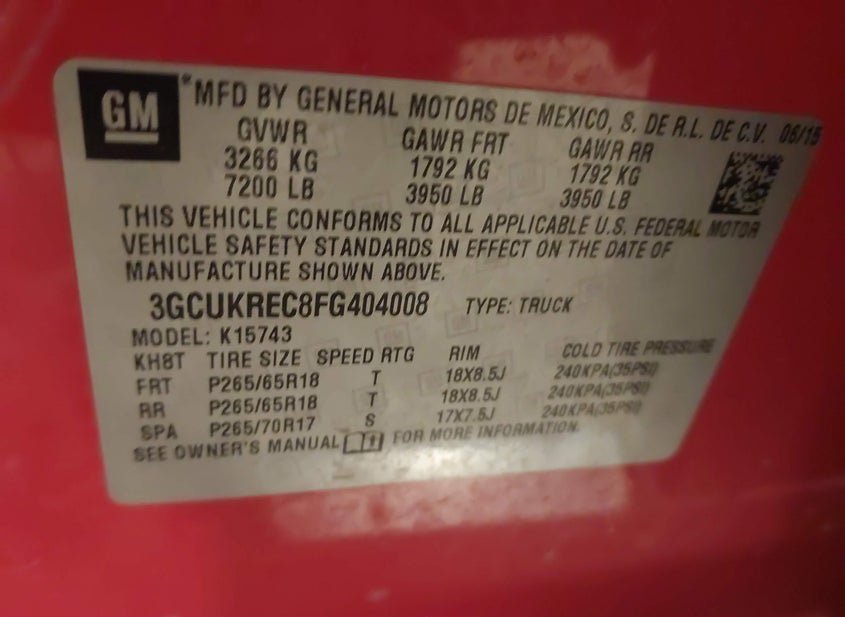 GM
*MFD BY GENERAL MOTORS DE MEXICO, S. DE R.L. DE C.V. 06/15
GVWR GAWR FRT GAWR RR
3266 KG 1792 KG 1792 KG
7200 LB 3950 LB 3950 LB
THIS VEHICLE CONFORMS TO ALL APPLICABLE U.S. FEDERAL MOTOR
VEHICLE SAFETY STANDARDS IN EFFECT ON THE DATE OF
MANUFACTURE SHOWN ABOVE.
3GCUKREC8FG404008 TYPE: TRUCK
MODEL: K15743
KH8T TIRE SIZE SPEED RTG RIM COLD TIRE PRESSURE
FRT P265/65R18 T 18X8.5J 240KPA(35PSI)
RR P265/65R18 T 18X8.5J 240KPA(35PSI)
SPA P265/70R17 S 17X7.5J 240KPA(35PSI)
SEE OWNER'S MANUAL FOR MORE INFORMATION.